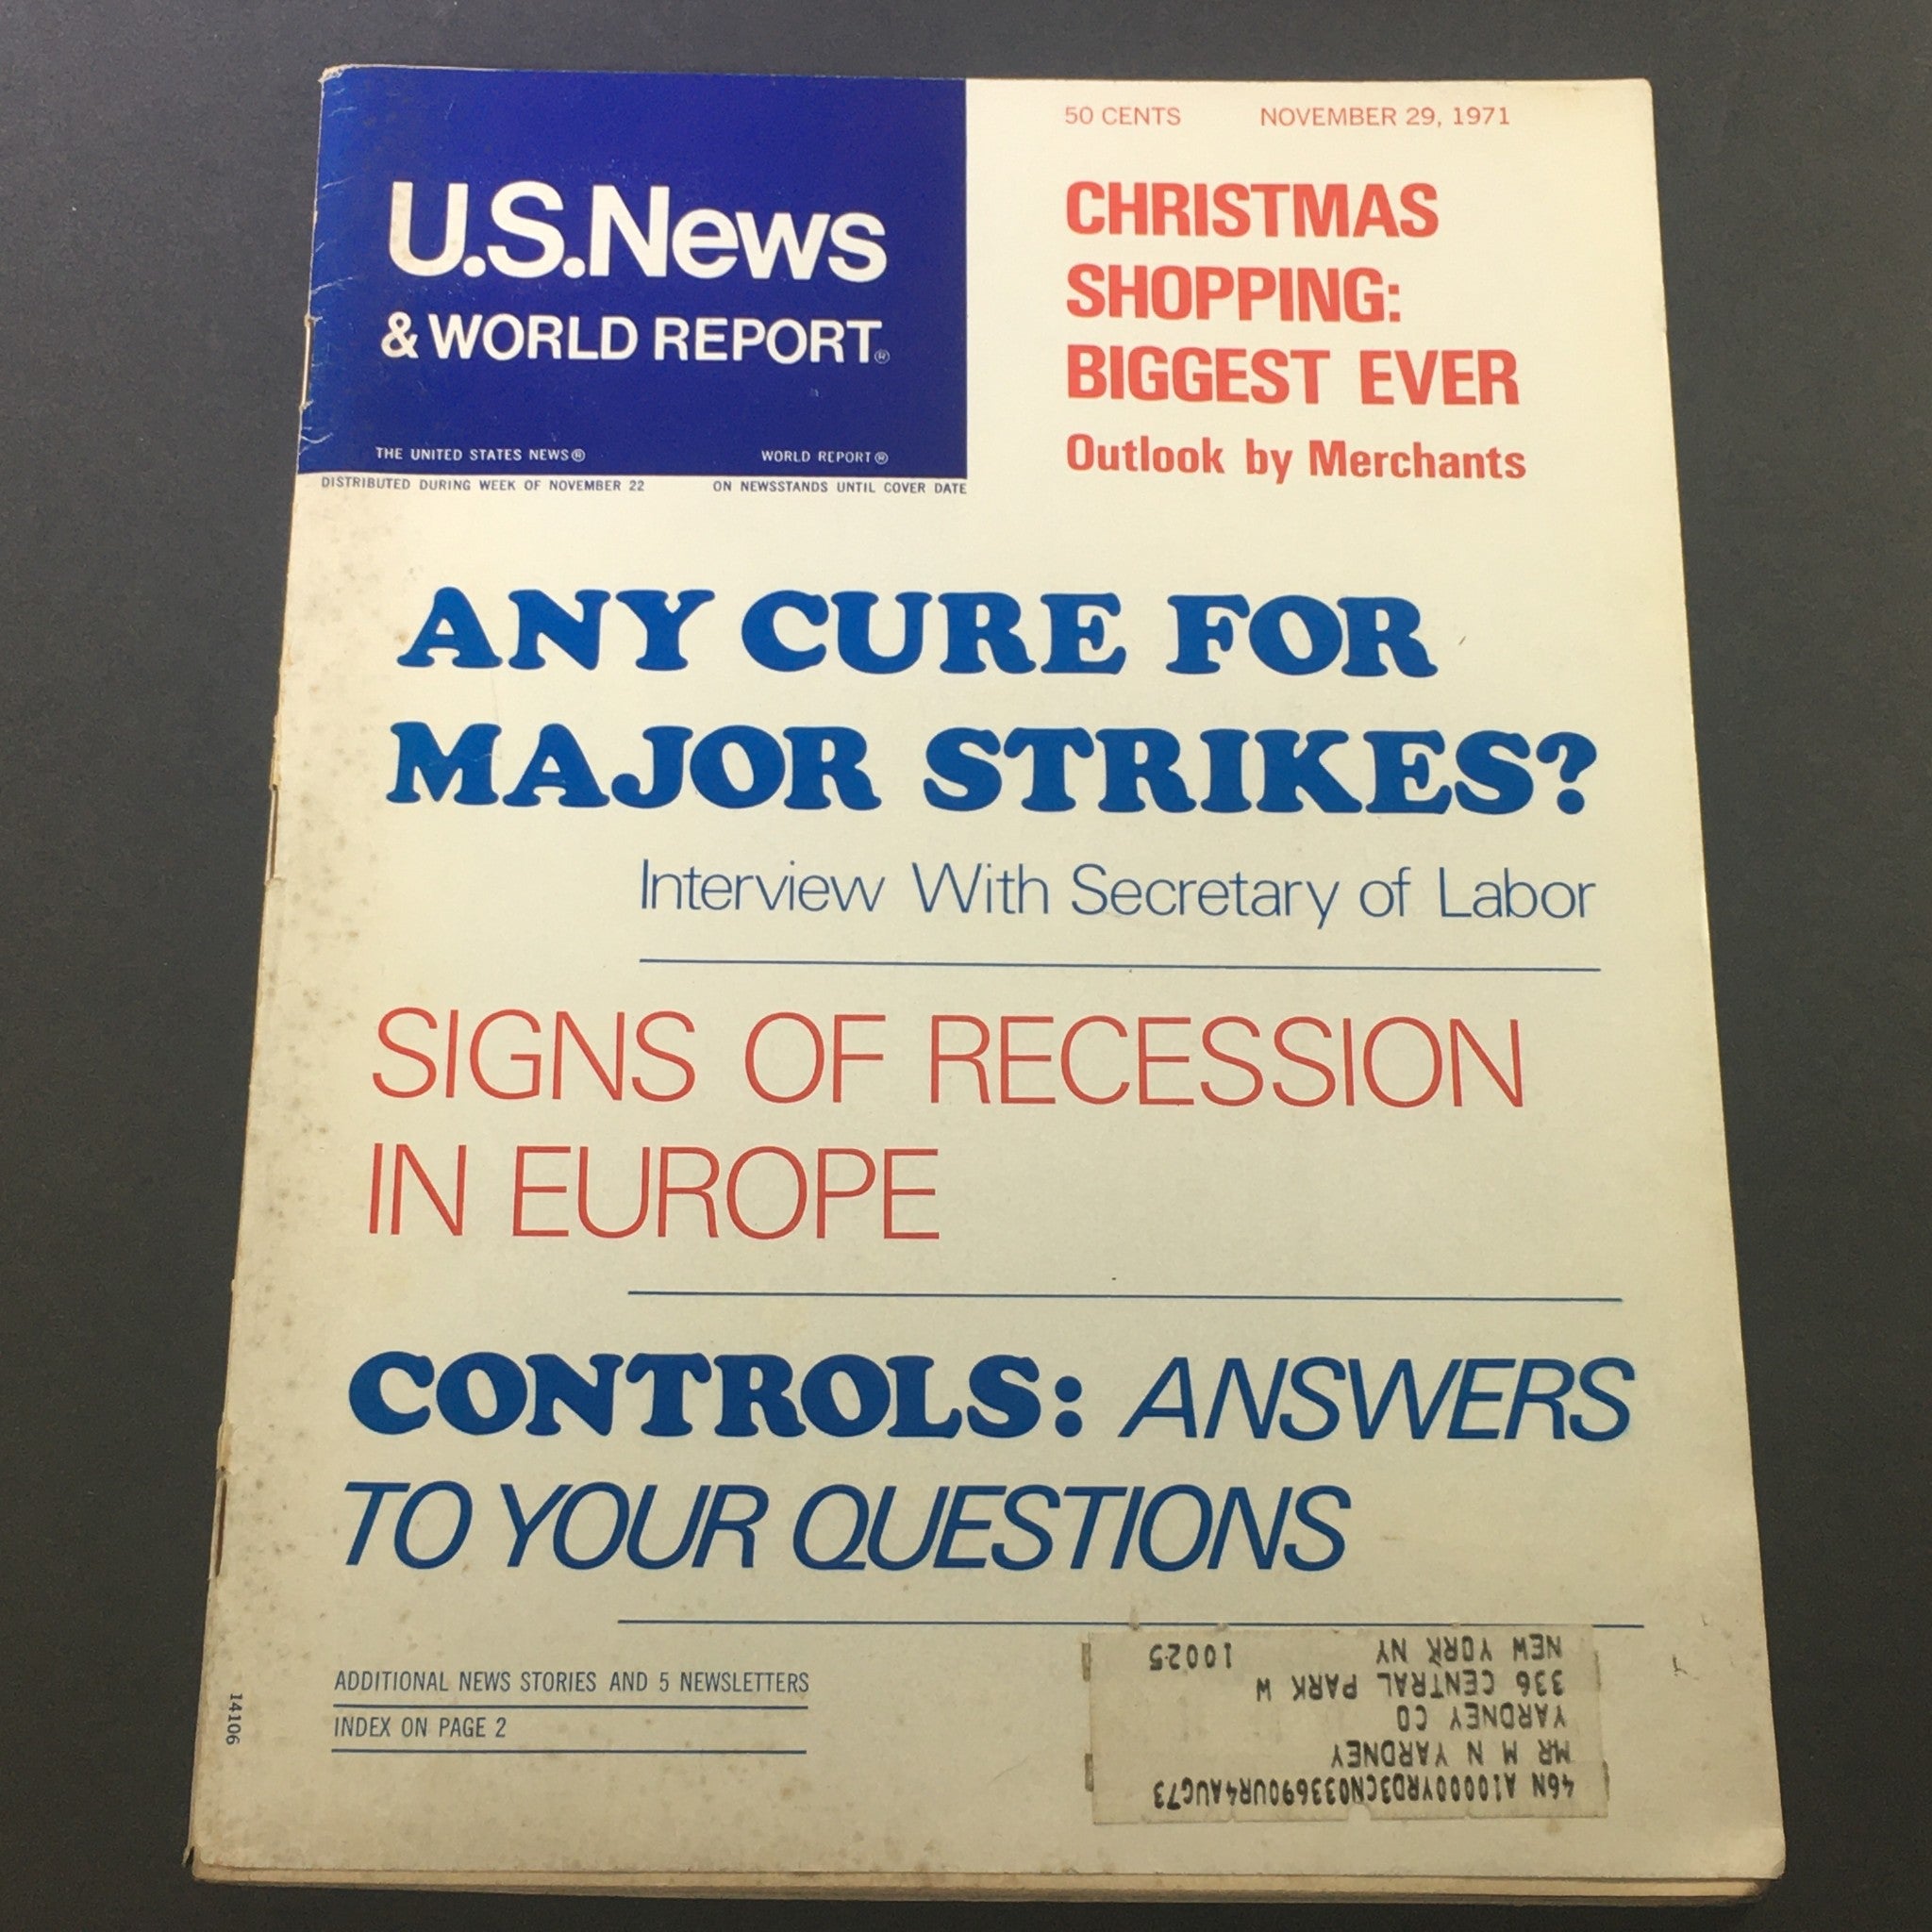 U.S.News
& WORLD REPORT®
THE UNITED STATES NEWS® WORLD REPORT®
DISTRIBUTED DURING WEEK OF NOVEMBER 22 ON NEWSSTANDS UNTIL COVER DATE
50 CENTS NOVEMBER 29, 1971
CHRISTMAS
SHOPPING:
BIGGEST EVER
Outlook by Merchants
ANY CURE FOR
MAJOR STRIKES?
Interview With Secretary of Labor
SIGNS OF RECESSION
IN EUROPE
CONTROLS: ANSWERS
TO YOUR QUESTIONS
ADDITIONAL NEWS STORIES AND 5 NEWSLETTERS
INDEX ON PAGE 2
14106
46N A10000YRD3CN033690UR4AUG73
MR M N YARDNEY
YARDNEY CO
336 CENTRAL PARK W
NEW YORK NY 10025